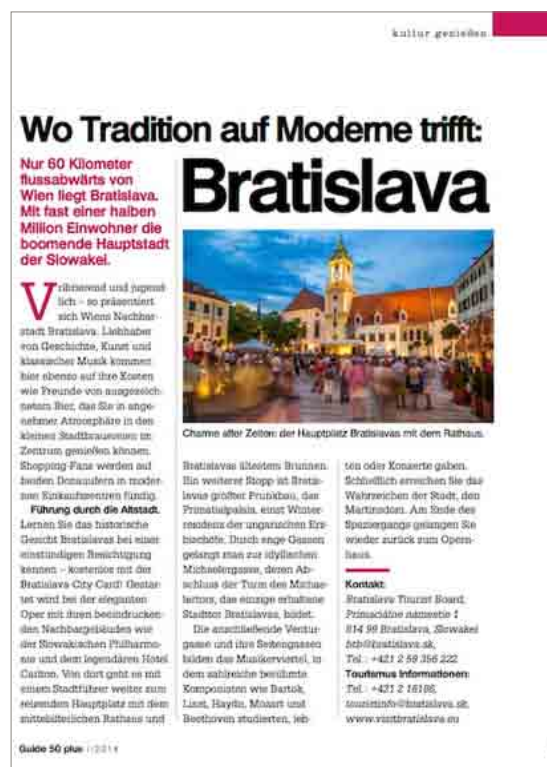 kultur genießen
Wo Tradition auf Moderne trifft:
Bratislava
Nur 60 Kilometer
flussabwärts von
Wien liegt Bratislava.
Mit fast einer halben
Million Einwohner die
boomende Hauptstadt
der Slowakei.
Vribrierend und jugend
lich – so präsentiert
sich Wiens Nachbar-
stadt Bratislava. Liebhaber
von Geschichte, Kunst und
klassischer Musik kommen
hier ebenso auf ihre Kosten
wie Freunde von ausgezeich-
netem Bier, das Sie in ange-
nehmer Atmosphäre in den
kleinen Stadtbrauereien im
Zentrum genießen können.
Shopping-Fans werden auf
beiden Donauufern in moder-
nen Einkaufszentren fündig.
Führung durch die Altstadt.
Lernen Sie das historische
Gesicht Bratislavas bei einer
einstündigen Besichtigung
kennen – kostenlos mit der
Bratislava City Card! Gestar-
tet wird bei der eleganten
Oper mit ihren beeindrucken-
den Nachbargebäuden wie
der Slowakischen Philharmo-
nie und dem legendären Hotel
Carlton. Von dort geht es mit
einem Stadtführer weiter zum
reizenden Hauptplatz mit dem
mittelalterlichen Rathaus und
Charme alter Zeiten: der Hauptplatz Bratislavas mit dem Rathaus.
Bratislavas ältestem Brunnen.
Ein weiterer Stopp ist Bratis-
lavas größter Prunkbau, das
Primatialpalais, einst Winter-
residenz der ungarischen Erz-
bischöfe. Durch enge Gassen
gelangt man zur idyllischen
Michaelergasse, deren Ab-
schluss der Turm des Michae-
lertors, das einzige erhaltene
Stadttor Bratislavas, bildet.
Die anschließende Ventur-
gasse und ihre Seitengassen
bilden das Musikerviertel, in
dem zahlreiche berühmte
Komponisten wie Bartok,
Liszt, Haydn, Mozart und
Beethoven studierten, leb-
ten oder Konzerte gaben.
Schließlich erreichen Sie das
Wahrzeichen der Stadt, den
Martinsdom. Am Ende des
Spaziergangs gelangen Sie
wieder zurück zum Opern-
haus.
Kontakt:
Bratislava Tourist Board,
Primaciálne námestie 1
814 99 Bratislava, Slowakei
btb@bratislava.sk,
Tel.: +421 2 59 356 222
Tourismus Informationen:
Tel.: +421 2 16186,
touristinfo@bratislava.sk,
www.visitbratislava.eu
Guide 50 plus 1/2014